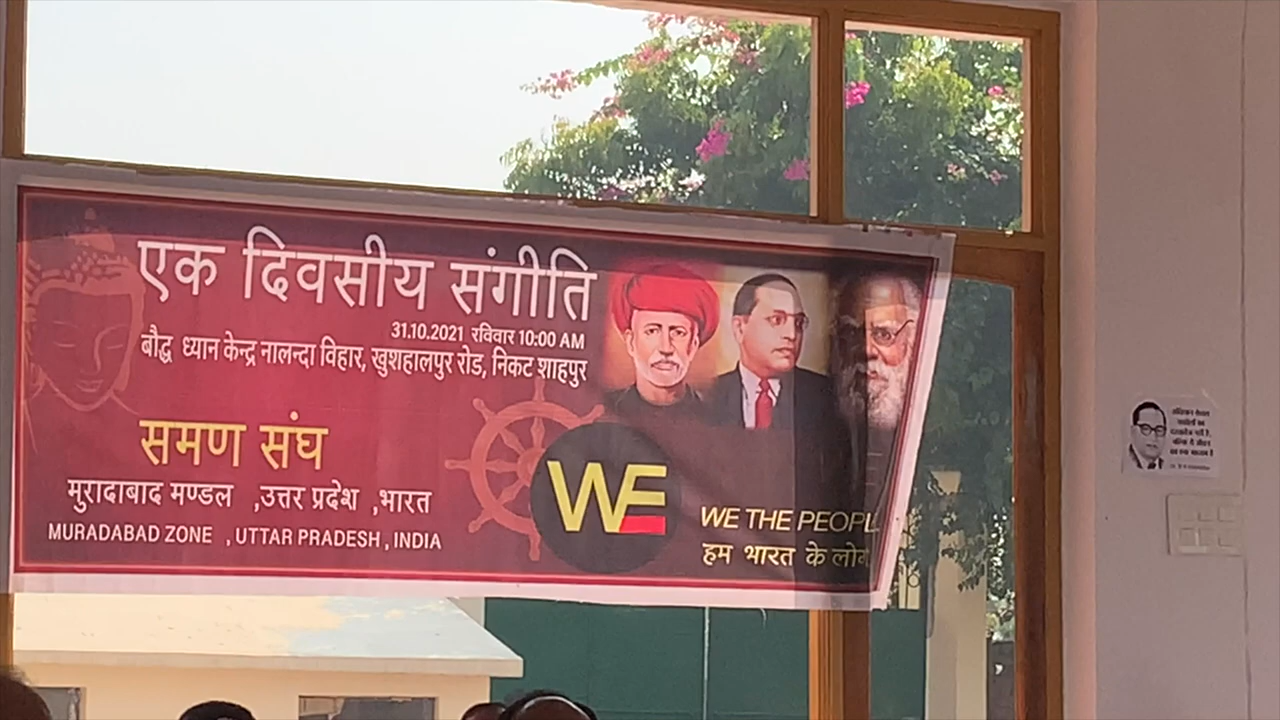 एक दिवसीय संगीति
31.10.2021 रविवार 10:00 AM
बौद्ध ध्यान केन्द्र नालन्दा विहार, खुशहालपुर रोड, निकट शाहपुर
समण संघ
मुरादाबाद मण्डल ,उत्तर प्रदेश ,भारत
MURADABAD ZONE , UTTAR PRADESH , INDIA
WE
WE THE PEOPL
हम भारत के लोग